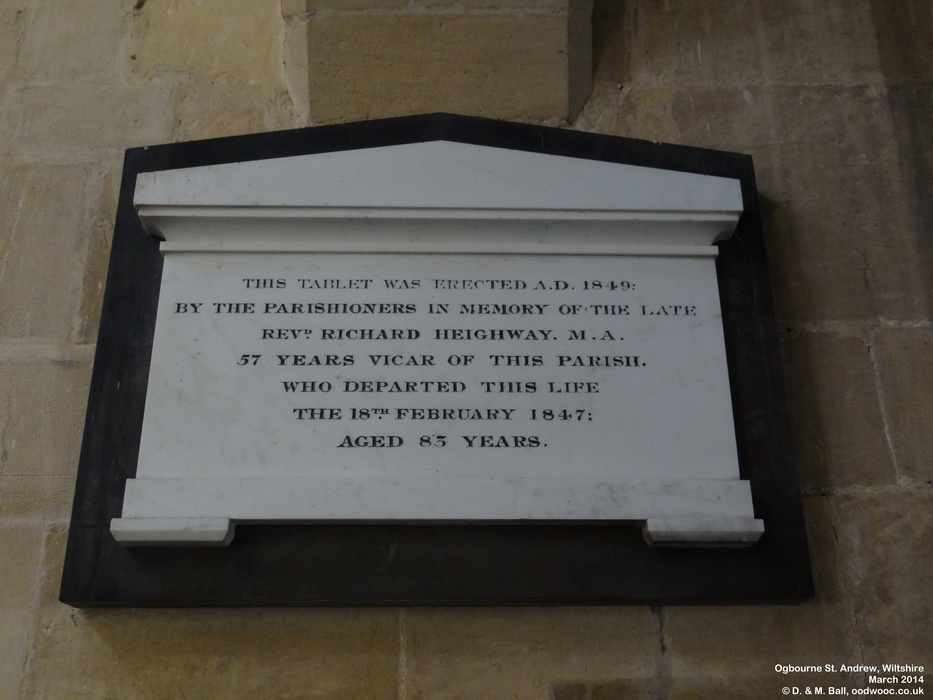 THIS TABLET WAS ERECTED A.D. 1849:
BY THE PARISHIONERS IN MEMORY OF THE LATE
REVD. RICHARD HEIGHWAY. M.A.
57 YEARS VICAR OF THIS PARISH.
WHO DEPARTED THIS LIFE
THE 18TH. FEBRUARY 1847:
AGED 83 YEARS.
Ogbourne St. Andrew, Wiltshire
March 2014
© D. & M. Ball, oodwooc.co.uk